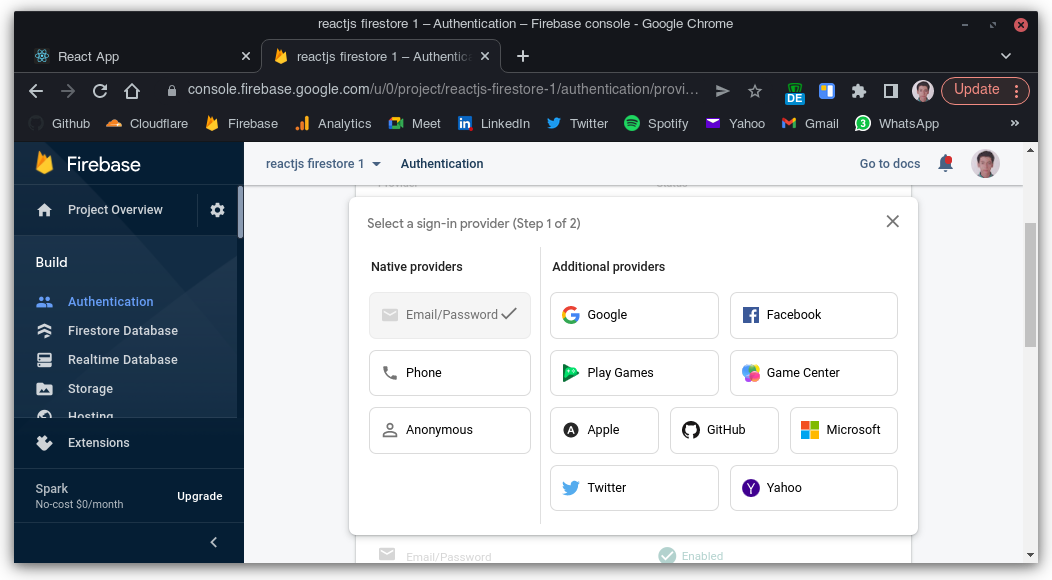 reactjs firestore 1 – Authentication – Firebase console - Google Chrome
React App
reactjs firestore 1 – Authentica
console.firebase.google.com/u/0/project/reactjs-firestore-1/authentication/provi…
DE
Update
Github
Cloudflare
Firebase
Analytics
Meet
LinkedIn
Twitter
Spotify
Yahoo
Gmail
3
WhatsApp
»
Firebase
reactjs firestore 1
Authentication
Go to docs
Project Overview
Build
Authentication
Firestore Database
Realtime Database
Storage
Hosting
Extensions
Spark
No-cost $0/month
Upgrade
Select a sign-in provider (Step 1 of 2)
Native providers
Additional providers
Email/Password
Google
Facebook
Phone
Play Games
Game Center
Anonymous
Apple
GitHub
Microsoft
Twitter
Yahoo
Email/Password
Enabled